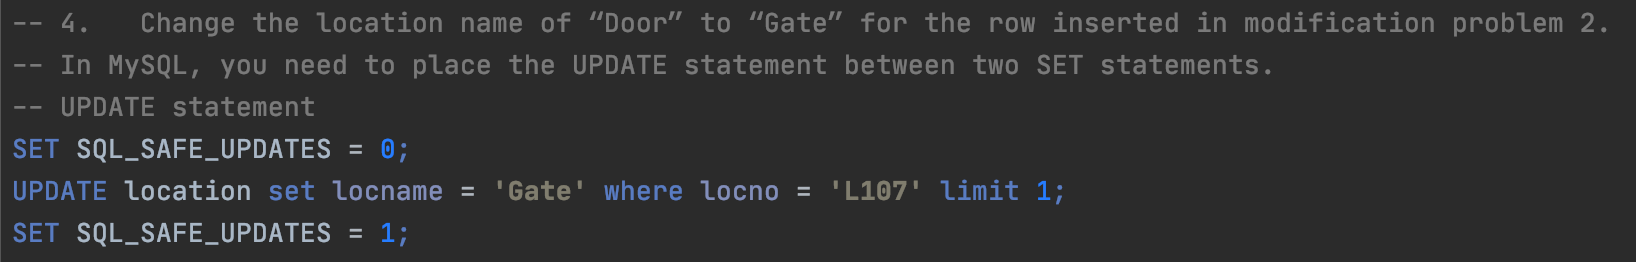 -- 4.   Change the location name of “Door” to “Gate” for the row inserted in modification problem 2.
-- In MySQL, you need to place the UPDATE statement between two SET statements.
-- UPDATE statement
SET SQL_SAFE_UPDATES = 0;
UPDATE location set locname = 'Gate' where locno = 'L107' limit 1;
SET SQL_SAFE_UPDATES = 1;